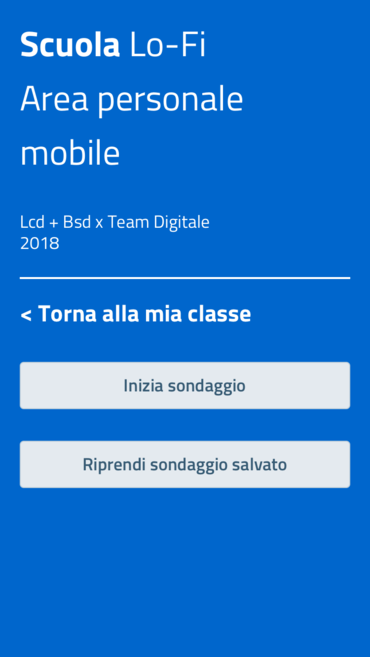 Scuola Lo-Fi
Area personale
mobile
Lcd + Bsd x Team Digitale
2018
< Torna alla mia classe
Inizia sondaggio
Riprendi sondaggio salvato